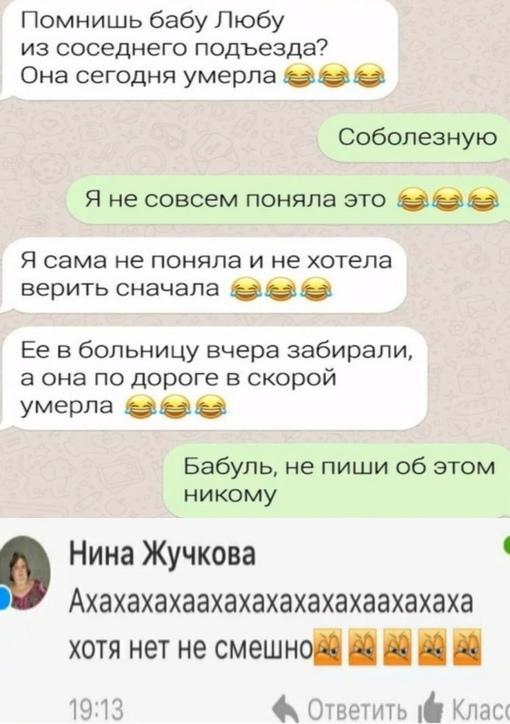 Помнишь бабу Любу
из соседнего подъезда?
Она сегодня умерла 😂😂😂
Соболезную
Я не совсем поняла это 😂😂😂
Я сама не поняла и не хотела
верить сначала 😂😂😂
Ее в больницу вчера забирали,
а она по дороге в скорой
умерла 😂😂😂
Бабуль, не пиши об этом
никому
Нина Жучкова
Ахахахахаахахахахахахаахахаха
хотя нет не смешно
19:13 Ответить Класс